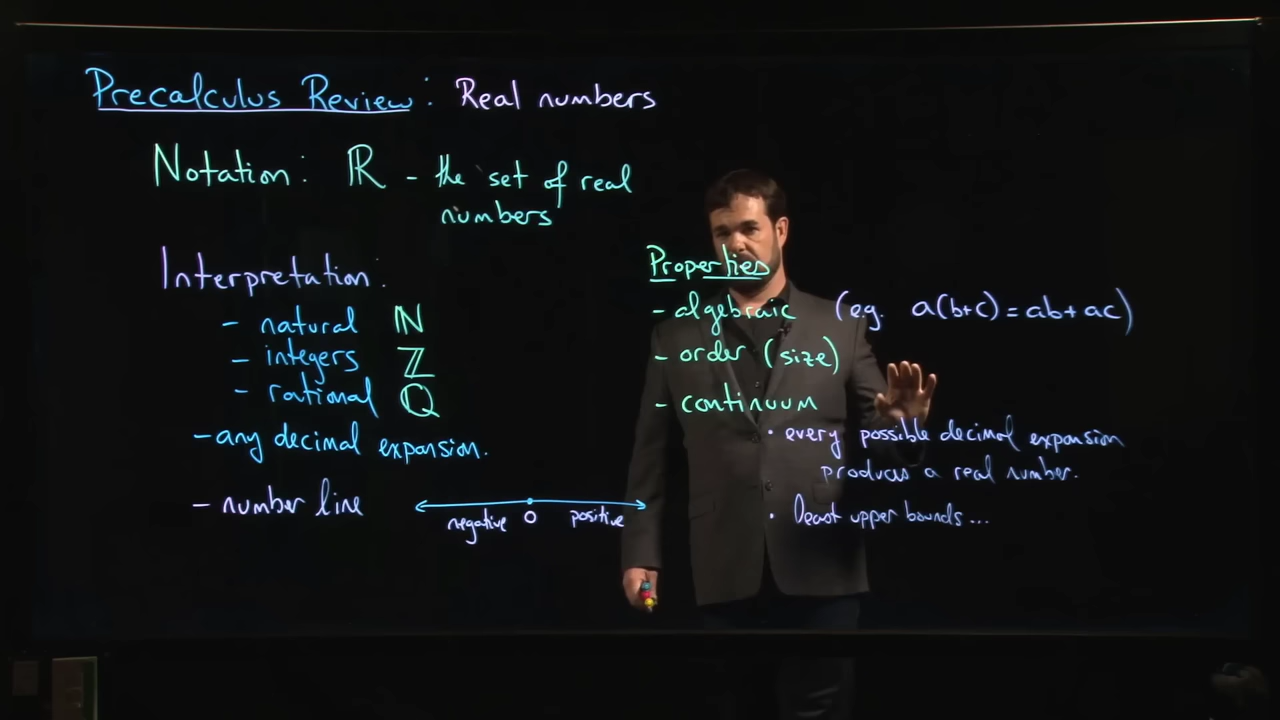 Precalculus Review: Real numbers
Notation: ℝ - the set of real
numbers
Interpretation:
- natural ℕ
- integers ℤ
- rational ℚ
- any decimal expansion.
- number line
negative 0 positive
Properties
- algebraic (e.g. a(b+c) = ab + ac)
- order (size)
- continuum
• every possible decimal expansion
produces a real number.
• least upper bounds...